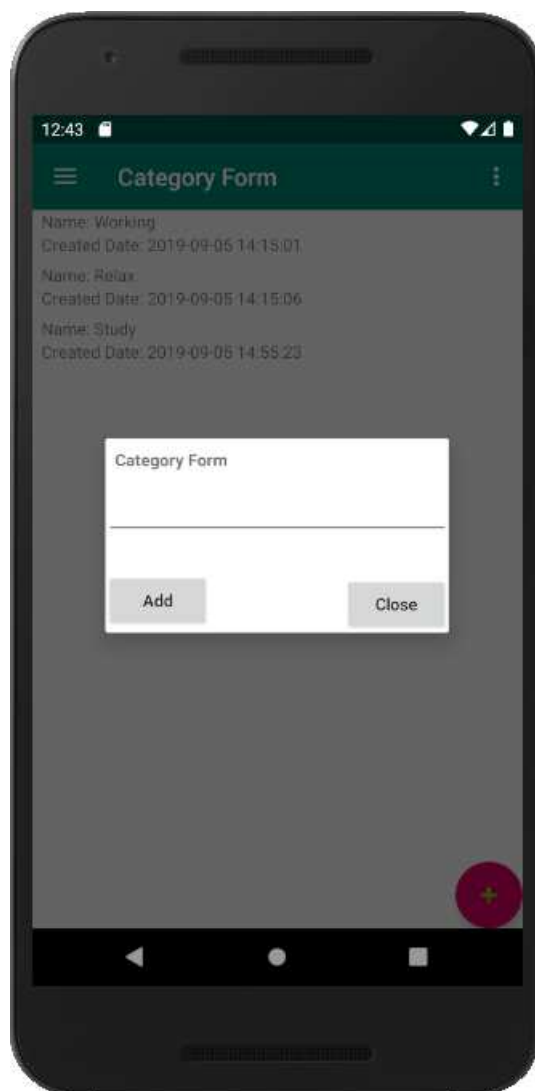 12:43
Category Form
Name: Working
Created Date: 2019-09-05 14:15:01
Name: Relax
Created Date: 2019-09-05 14:15:06
Name: Study
Created Date: 2019-09-05 14:55:23
Category Form
Add
Close